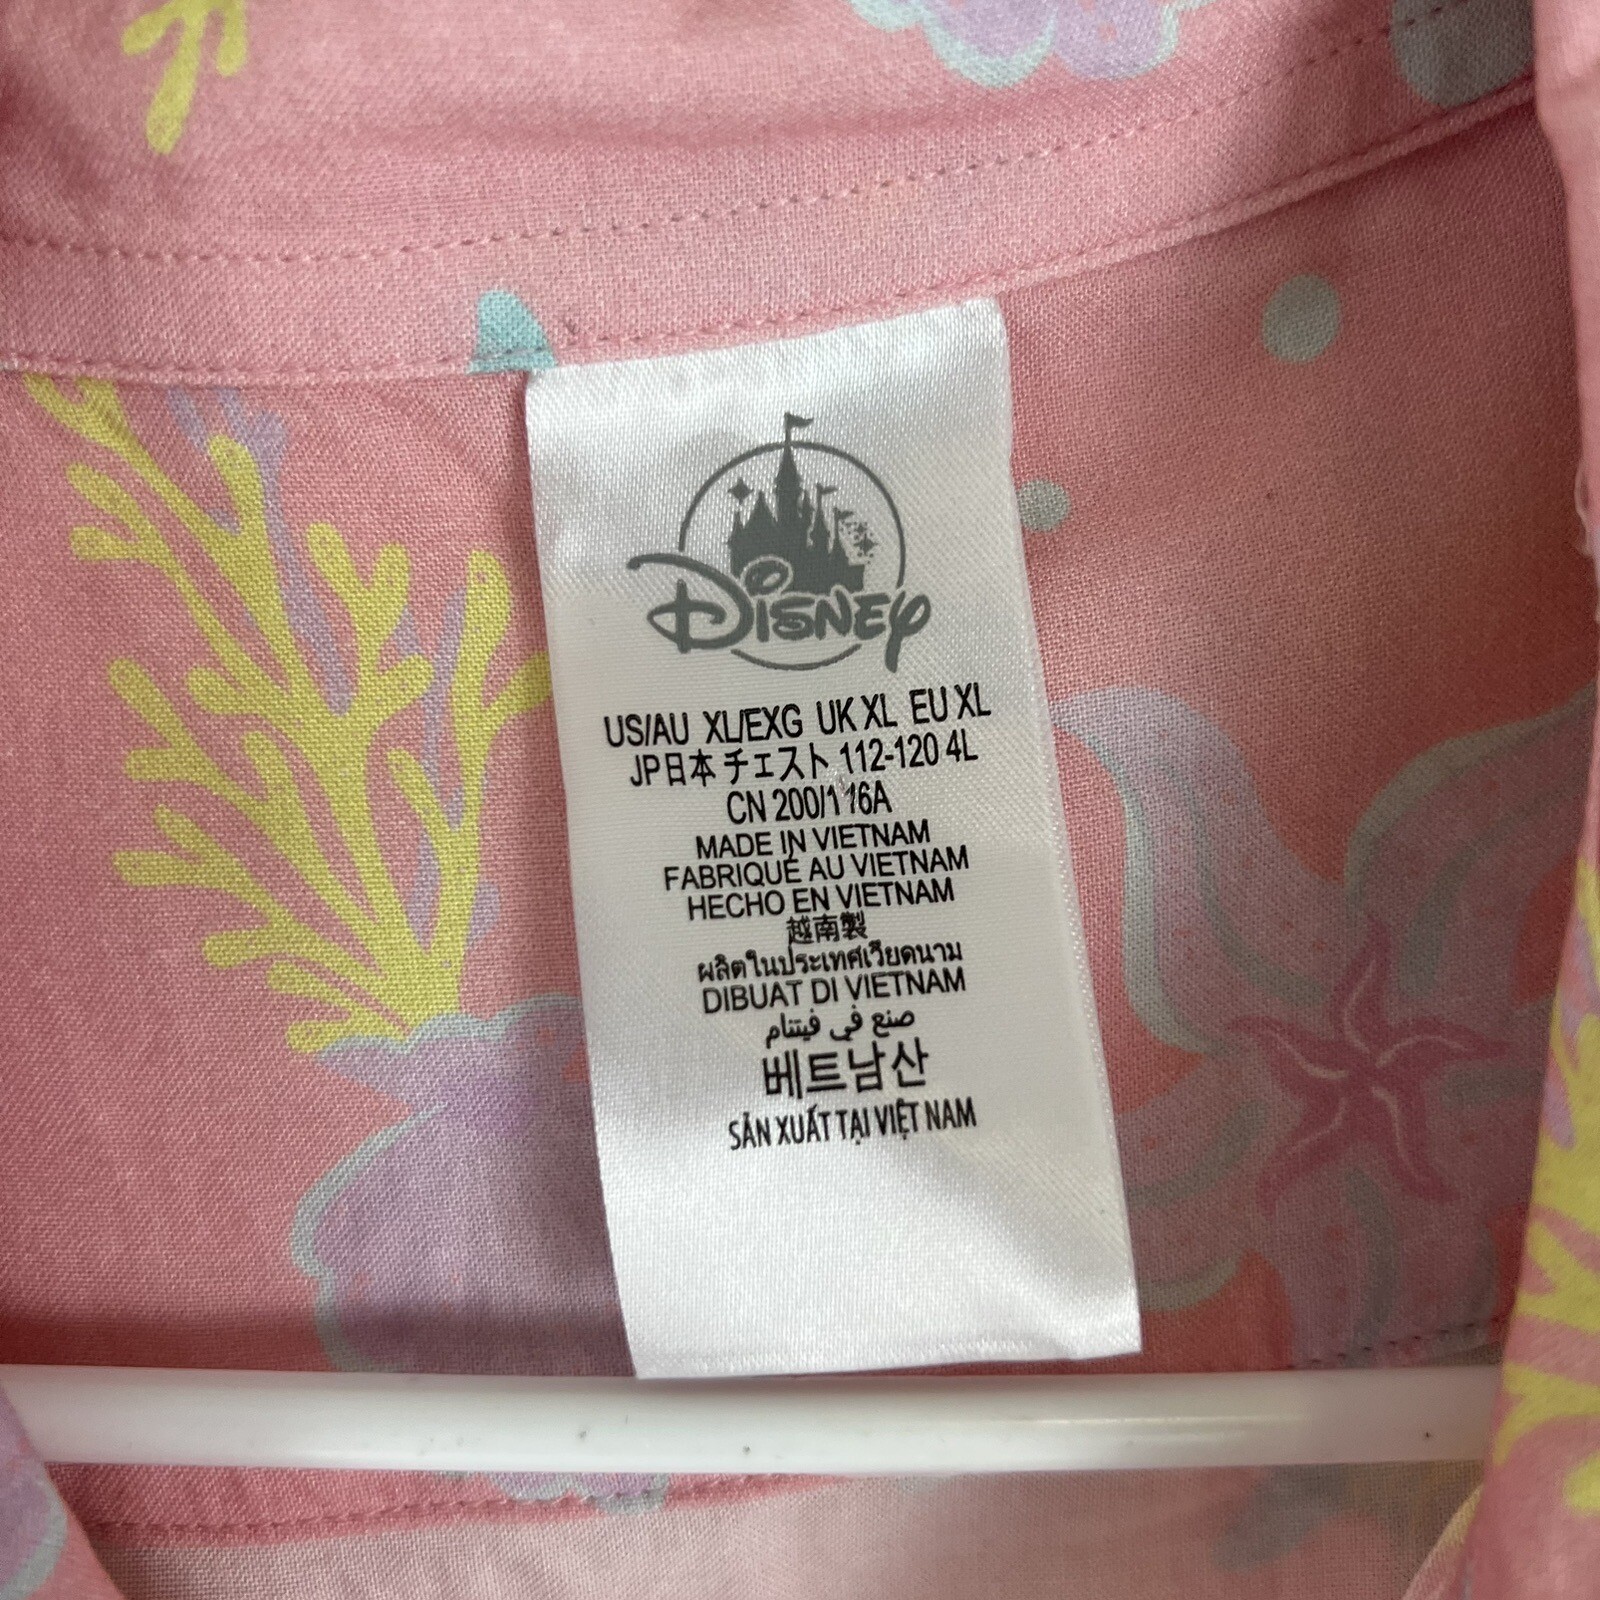 Disney
US/AU XL/EXG UK XL EU XL
JP日本 チェスト 112-120 4L
CN 200/116A
MADE IN VIETNAM
FABRIQUÉ AU VIETNAM
HECHO EN VIETNAM
越南製
ผลิตในประเทศเวียดนาม
DIBUAT DI VIETNAM
صنع في فيتنام
베트남산
SẢN XUẤT TẠI VIỆT NAM